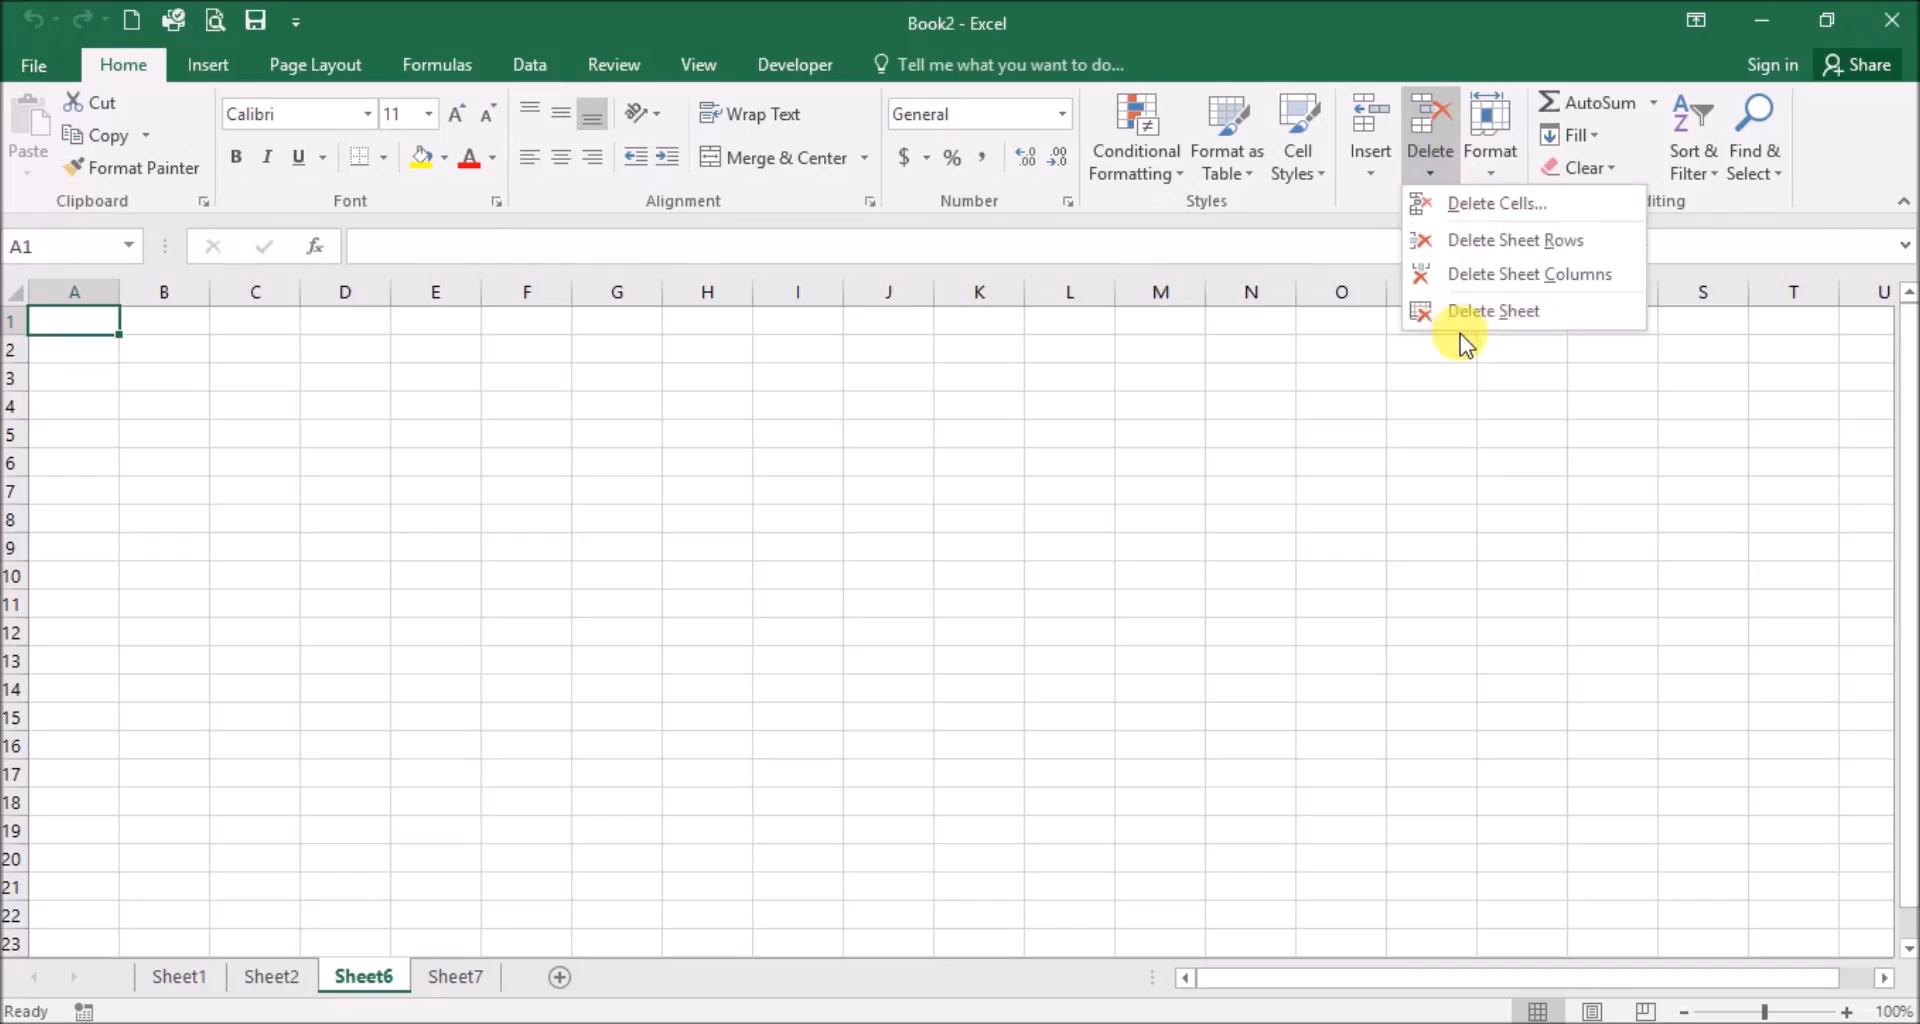 Book2 - Excel
File Home Insert Page Layout Formulas Data Review View Developer Tell me what you want to do... Sign in Share
Paste
Cut
Copy
Format Painter
Clipboard
Calibri 11
B I U
Font
Wrap Text
Merge & Center
Alignment
General
$ % ,
Number
Conditional Formatting
Format as Table
Cell Styles
Styles
Insert
Delete
Format
AutoSum
Fill
Clear
Sort & Filter
Find & Select
iting
Delete Cells...
Delete Sheet Rows
Delete Sheet Columns
Delete Sheet
A1
fx
A B C D E F G H I J K L M N O S T U
1
2
3
4
5
6
7
8
9
10
11
12
13
14
15
16
17
18
19
20
21
22
23
Sheet1 Sheet2 Sheet6 Sheet7
Ready
100%